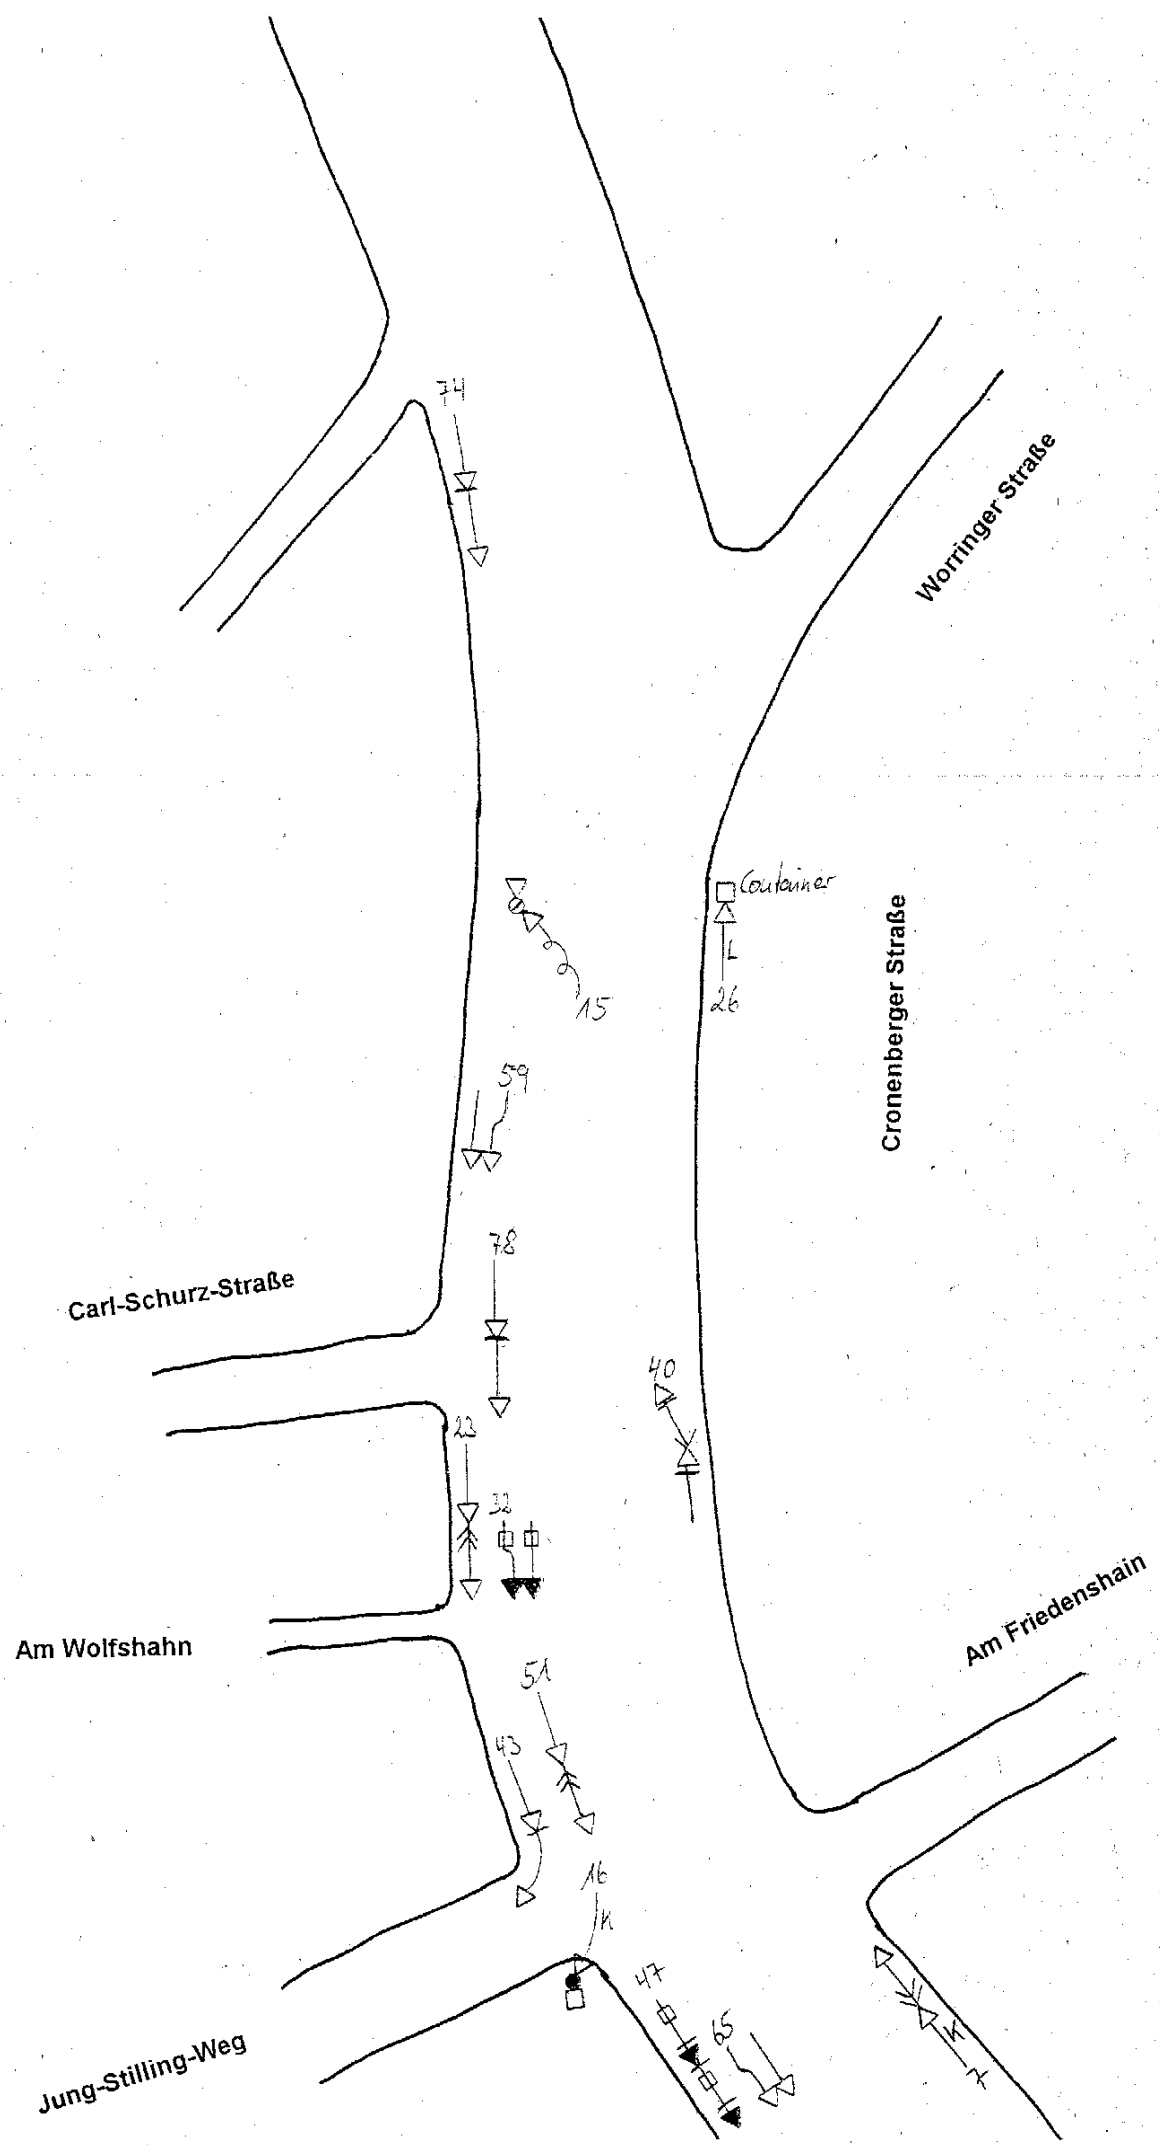 74
Worringer Straße
Container
L
26
15
Cronenberger Straße
59
78
Carl-Schurz-Straße
40
23
32
Am Wolfshahn
Am Friedenshain
51
43
16
K
47
65
K
7
Jung-Stilling-Weg